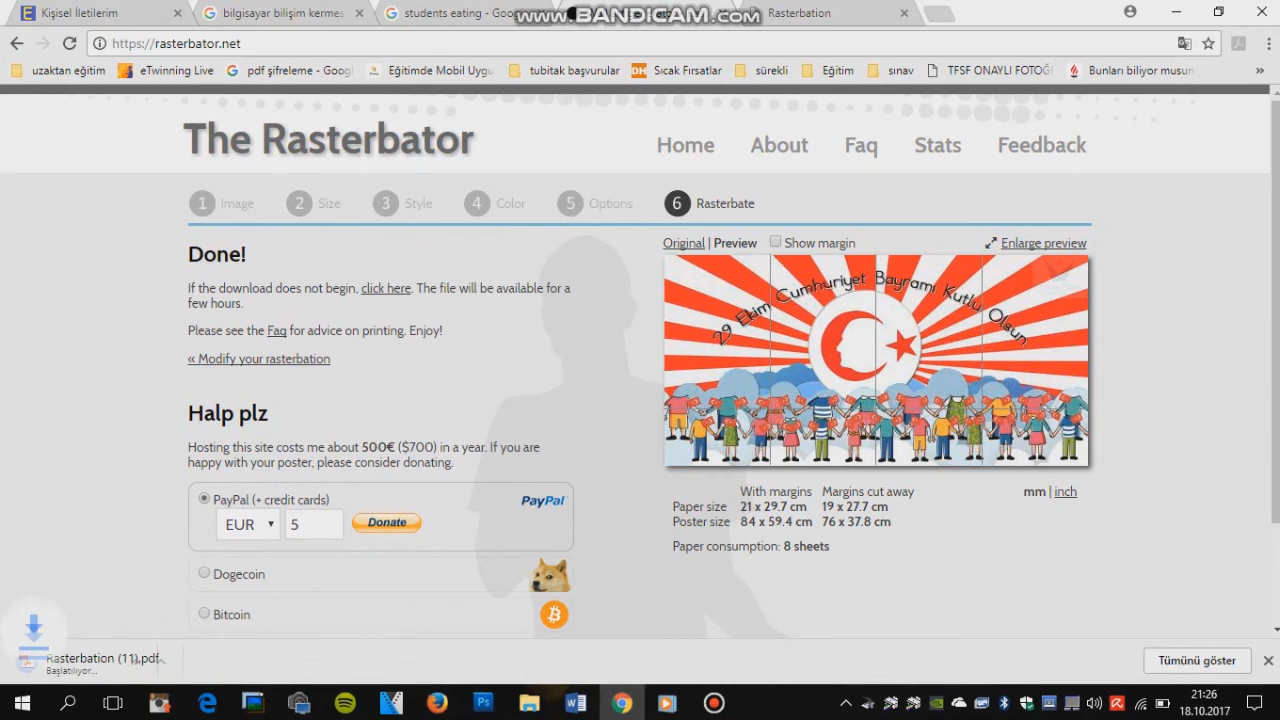 Kişisel İletilerim
bilgisayar bilişim kermes
students eating - Goo
www.BANDICAM.com
Rasterbation
https://rasterbator.net
uzaktan eğitim
eTwinning Live
pdf şifreleme - Googl
Eğitimde Mobil Uygu
tubitak başvurular
DH Sıcak Fırsatlar
sürekli
Eğitim
sınav
TFSF ONAYLI FOTOĞF
Bunları biliyor musun
»
The Rasterbator
Home
About
Faq
Stats
Feedback
1 Image
2 Size
3 Style
4 Color
5 Options
6 Rasterbate
Done!
If the download does not begin, click here. The file will be available for a
few hours.
Please see the Faq for advice on printing. Enjoy!
« Modify your rasterbation
Halp plz
Hosting this site costs me about 500€ ($700) in a year. If you are
happy with your poster, please consider donating.
PayPal (+ credit cards)
PayPal
EUR
5
Donate
Dogecoin
Bitcoin
Original | Preview
Show margin
Enlarge preview
29 Ekim Cumhuriyet Bayramı Kutlu Olsun
With margins Margins cut away
mm | inch
Paper size 21 x 29.7 cm 19 x 27.7 cm
Poster size 84 x 59.4 cm 76 x 37.8 cm
Paper consumption: 8 sheets
Rasterbation (11).pdf
Başlatılıyor...
Tümünü göster
21:26
18.10.2017